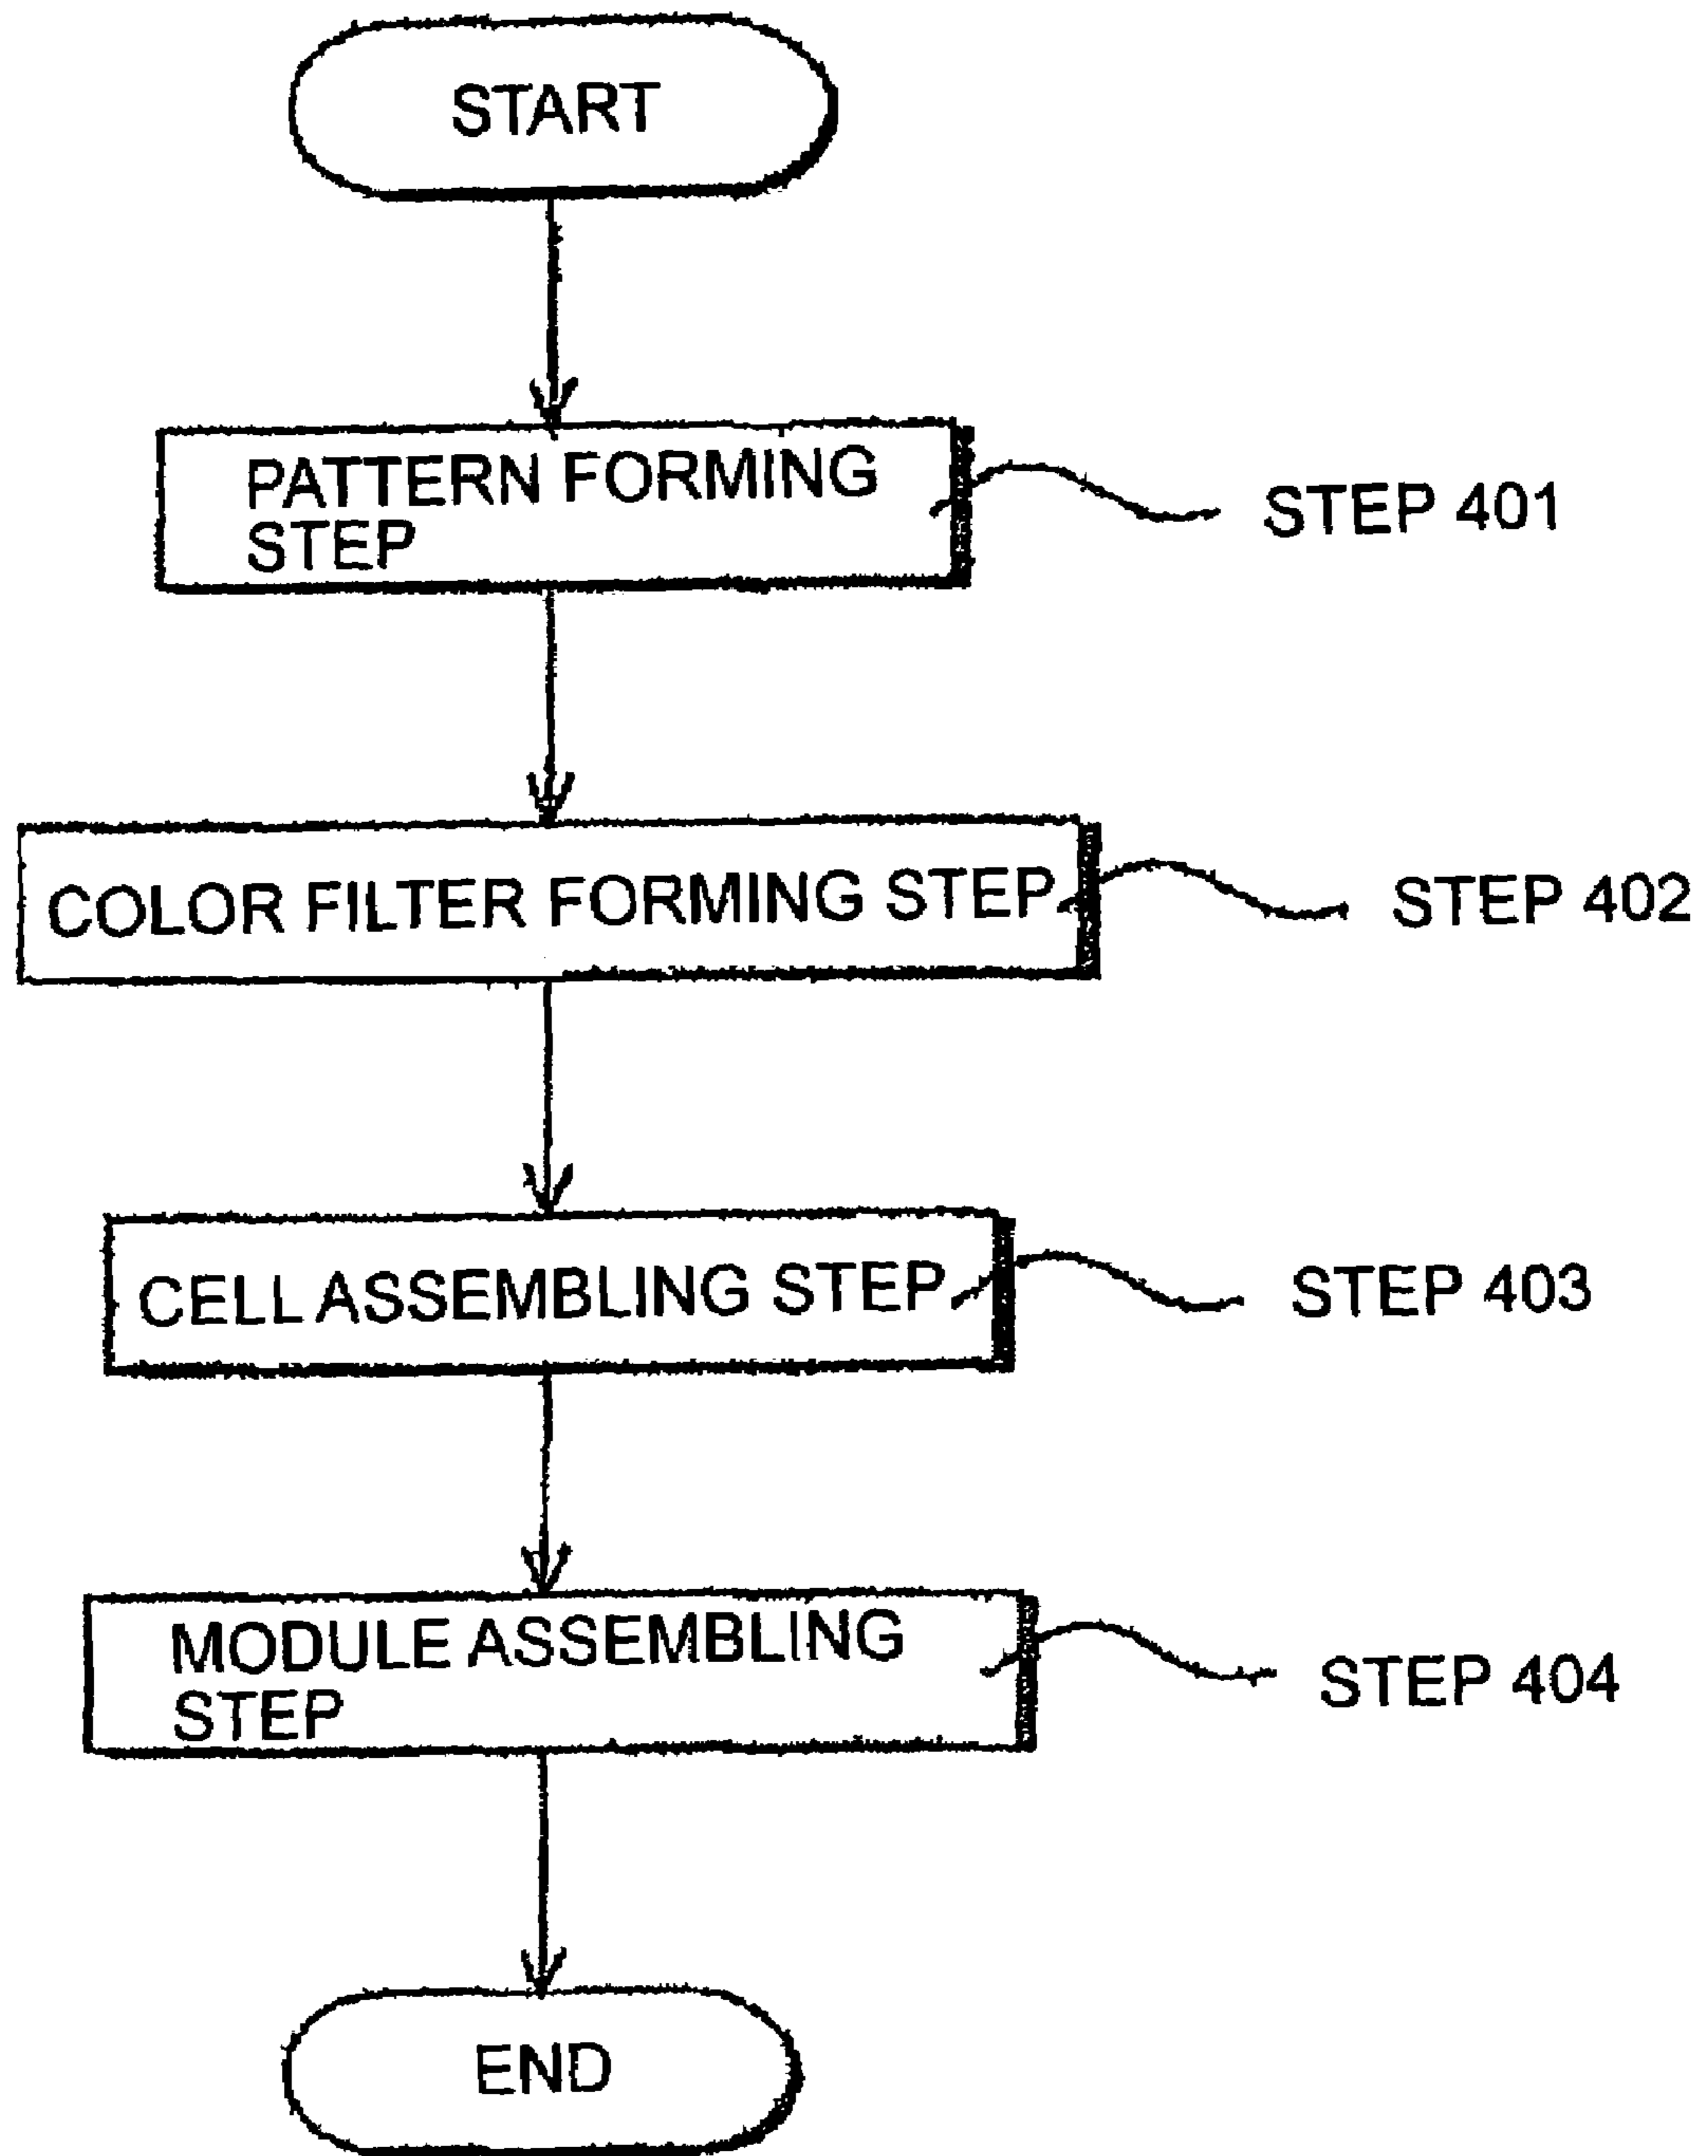 START
PATTERN FORMING
STEP
STEP 401
COLOR FILTER FORMING STEP
STEP 402
CELL ASSEMBLING STEP
STEP 403
MODULE ASSEMBLING
STEP
STEP 404
END